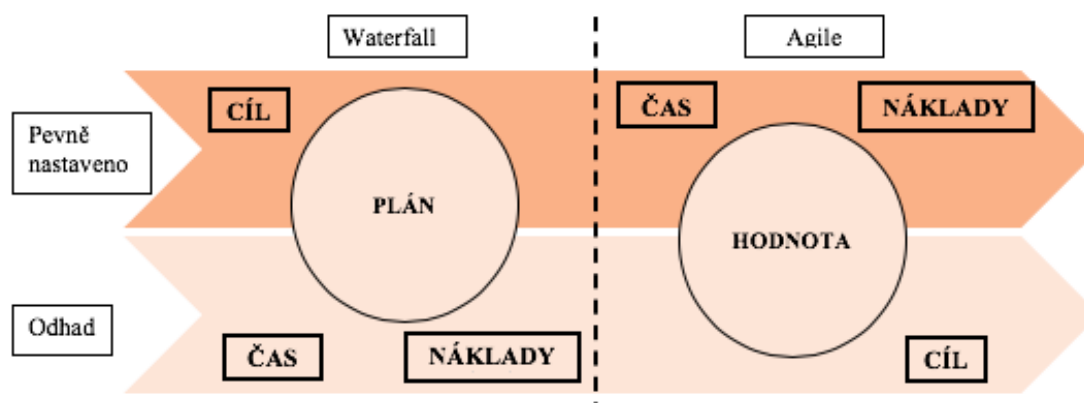 Waterfall
Agile
Pevně
nastaveno
CÍL
ČAS
NÁKLADY
PLÁN
HODNOTA
Odhad
ČAS
NÁKLADY
CÍL